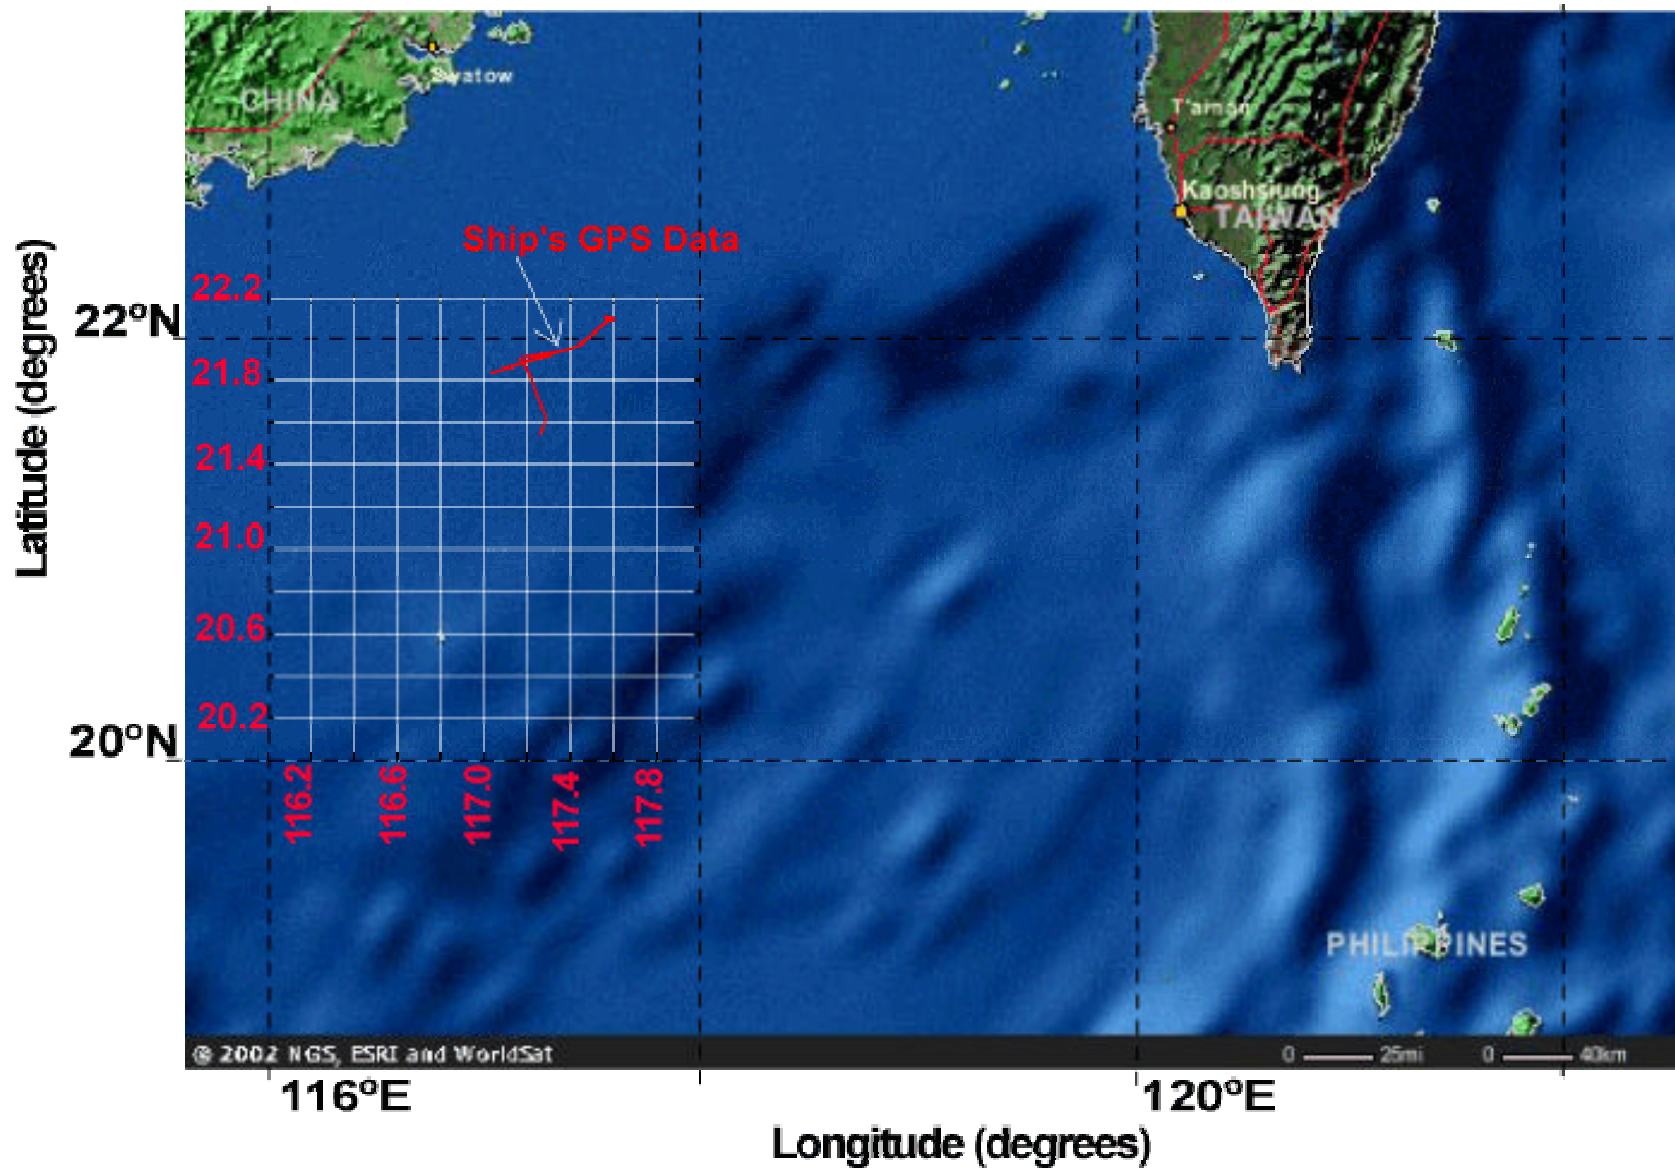 Swatow
CHINA
T'ainan
Kaoshsiung
TAIWAN
Ship's GPS Data
Latitude (degrees)
22.2
22°N
21.8
21.4
21.0
20.6
20.2
20°N
116.2
116.6
117.0
117.4
117.8
PHILIPPINES
© 2002 NGS, ESRI and WorldSat
0 25mi 0 40km
116°E
120°E
Longitude (degrees)